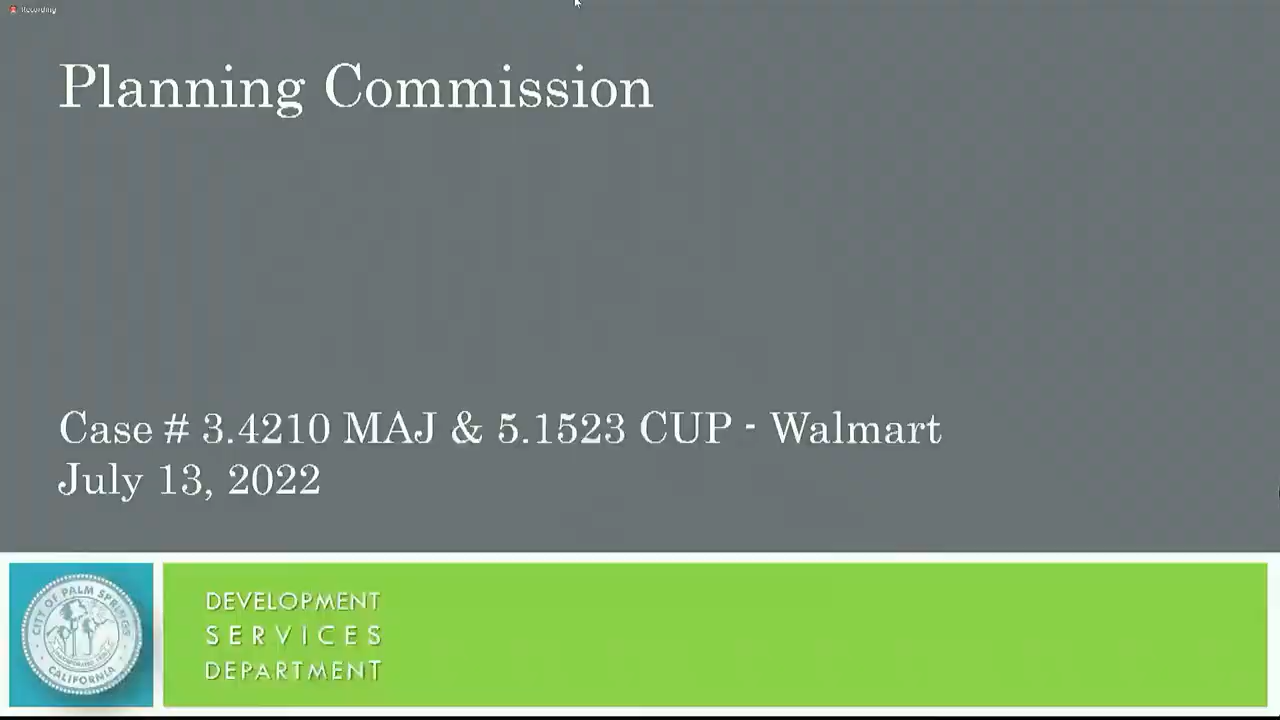 Recording
Planning Commission
Case # 3.4210 MAJ & 5.1523 CUP - Walmart
July 13, 2022
CITY OF PALM SPRINGS
CALIFORNIA
DEVELOPMENT
SERVICES
DEPARTMENT